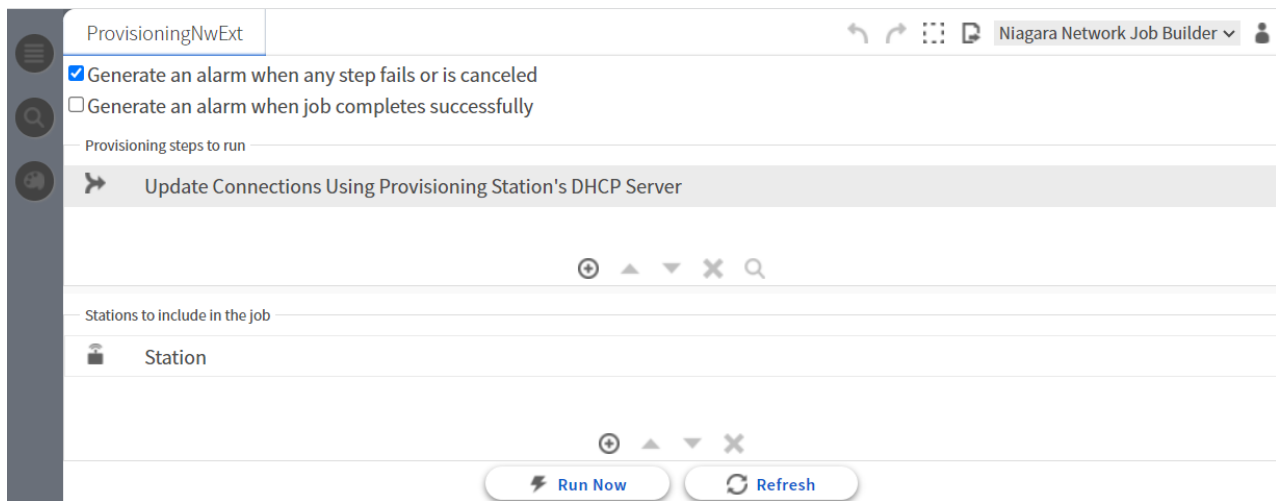 ProvisioningNwExt
Niagara Network Job Builder
Generate an alarm when any step fails or is canceled
Generate an alarm when job completes successfully
Provisioning steps to run
Update Connections Using Provisioning Station's DHCP Server
Stations to include in the job
Station
Run Now
Refresh